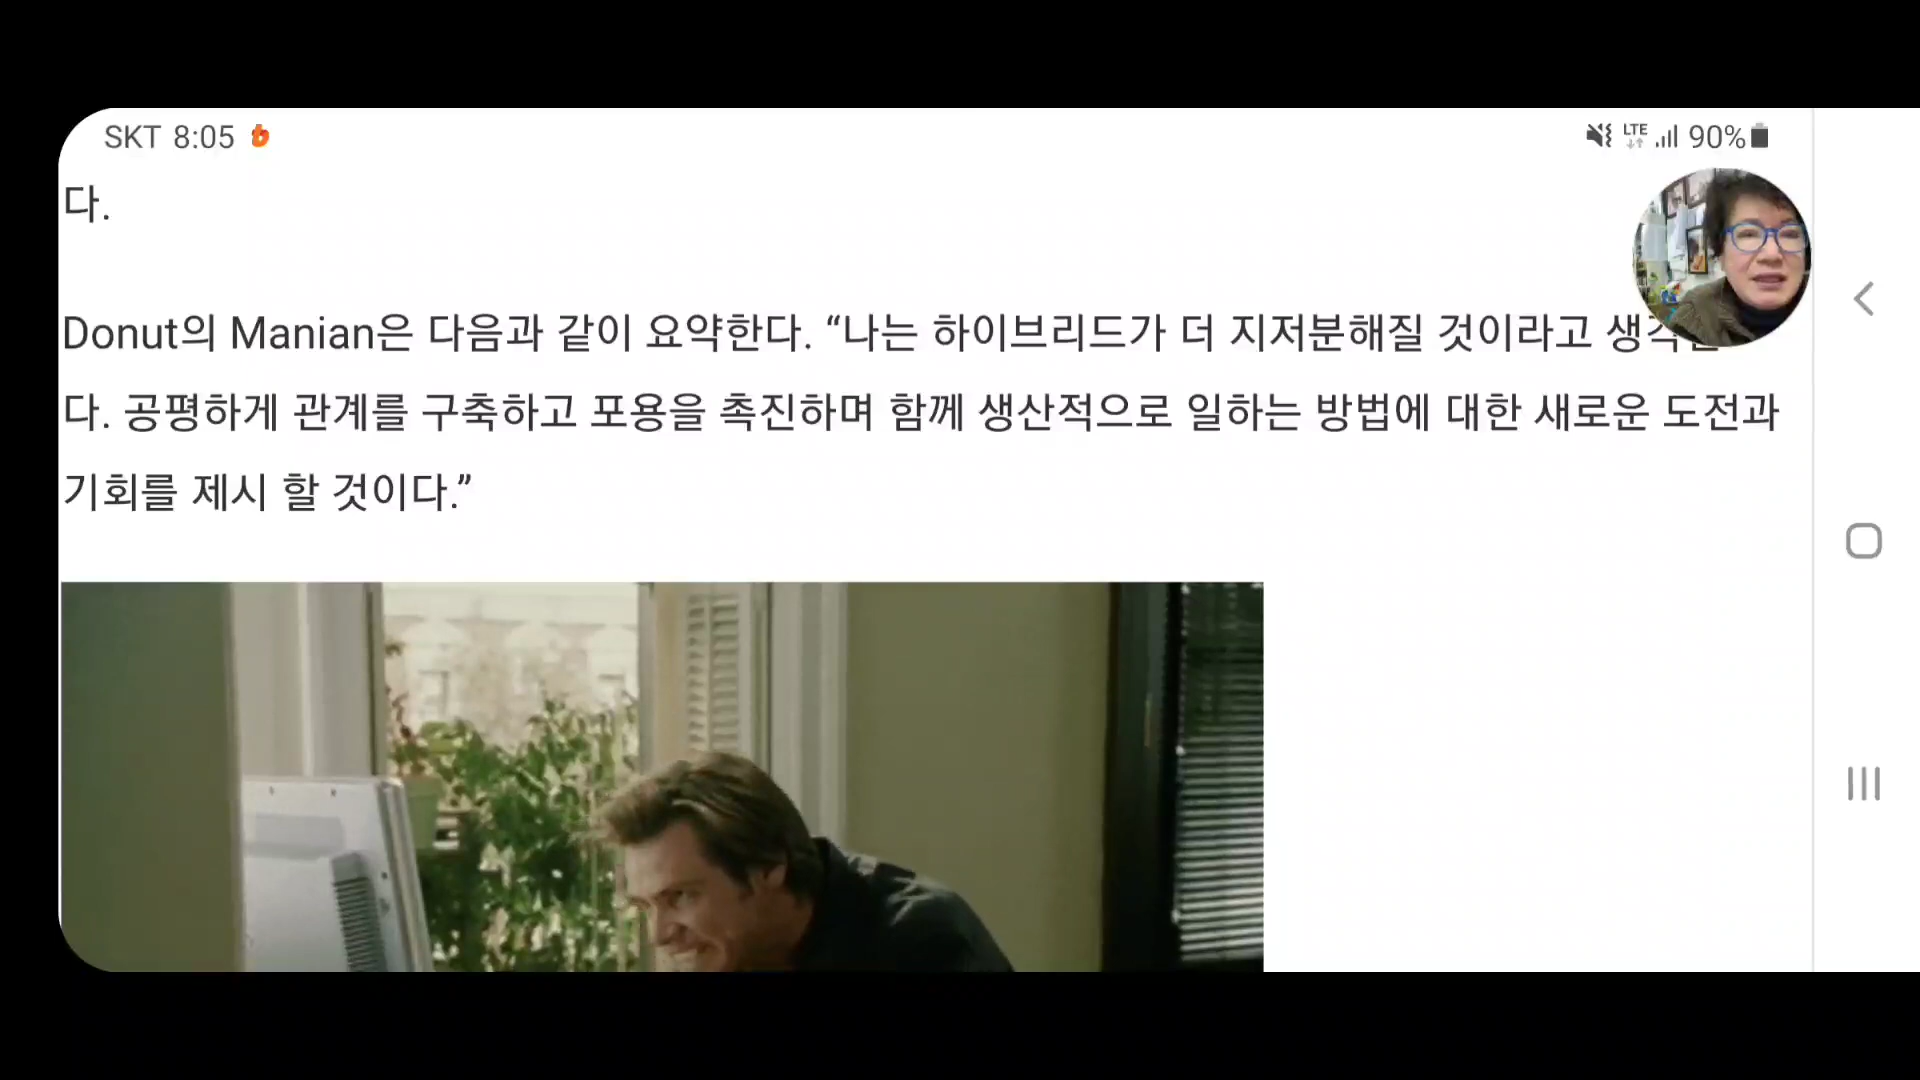 SKT 8:05
LTE 90%
다.
Donut의 Manian은 다음과 같이 요약한다. “나는 하이브리드가 더 지저분해질 것이라고
다. 공평하게 관계를 구축하고 포용을 촉진하며 함께 생산적으로 일하는 방법에 대한 새로운 도전과
기회를 제시 할 것이다.”